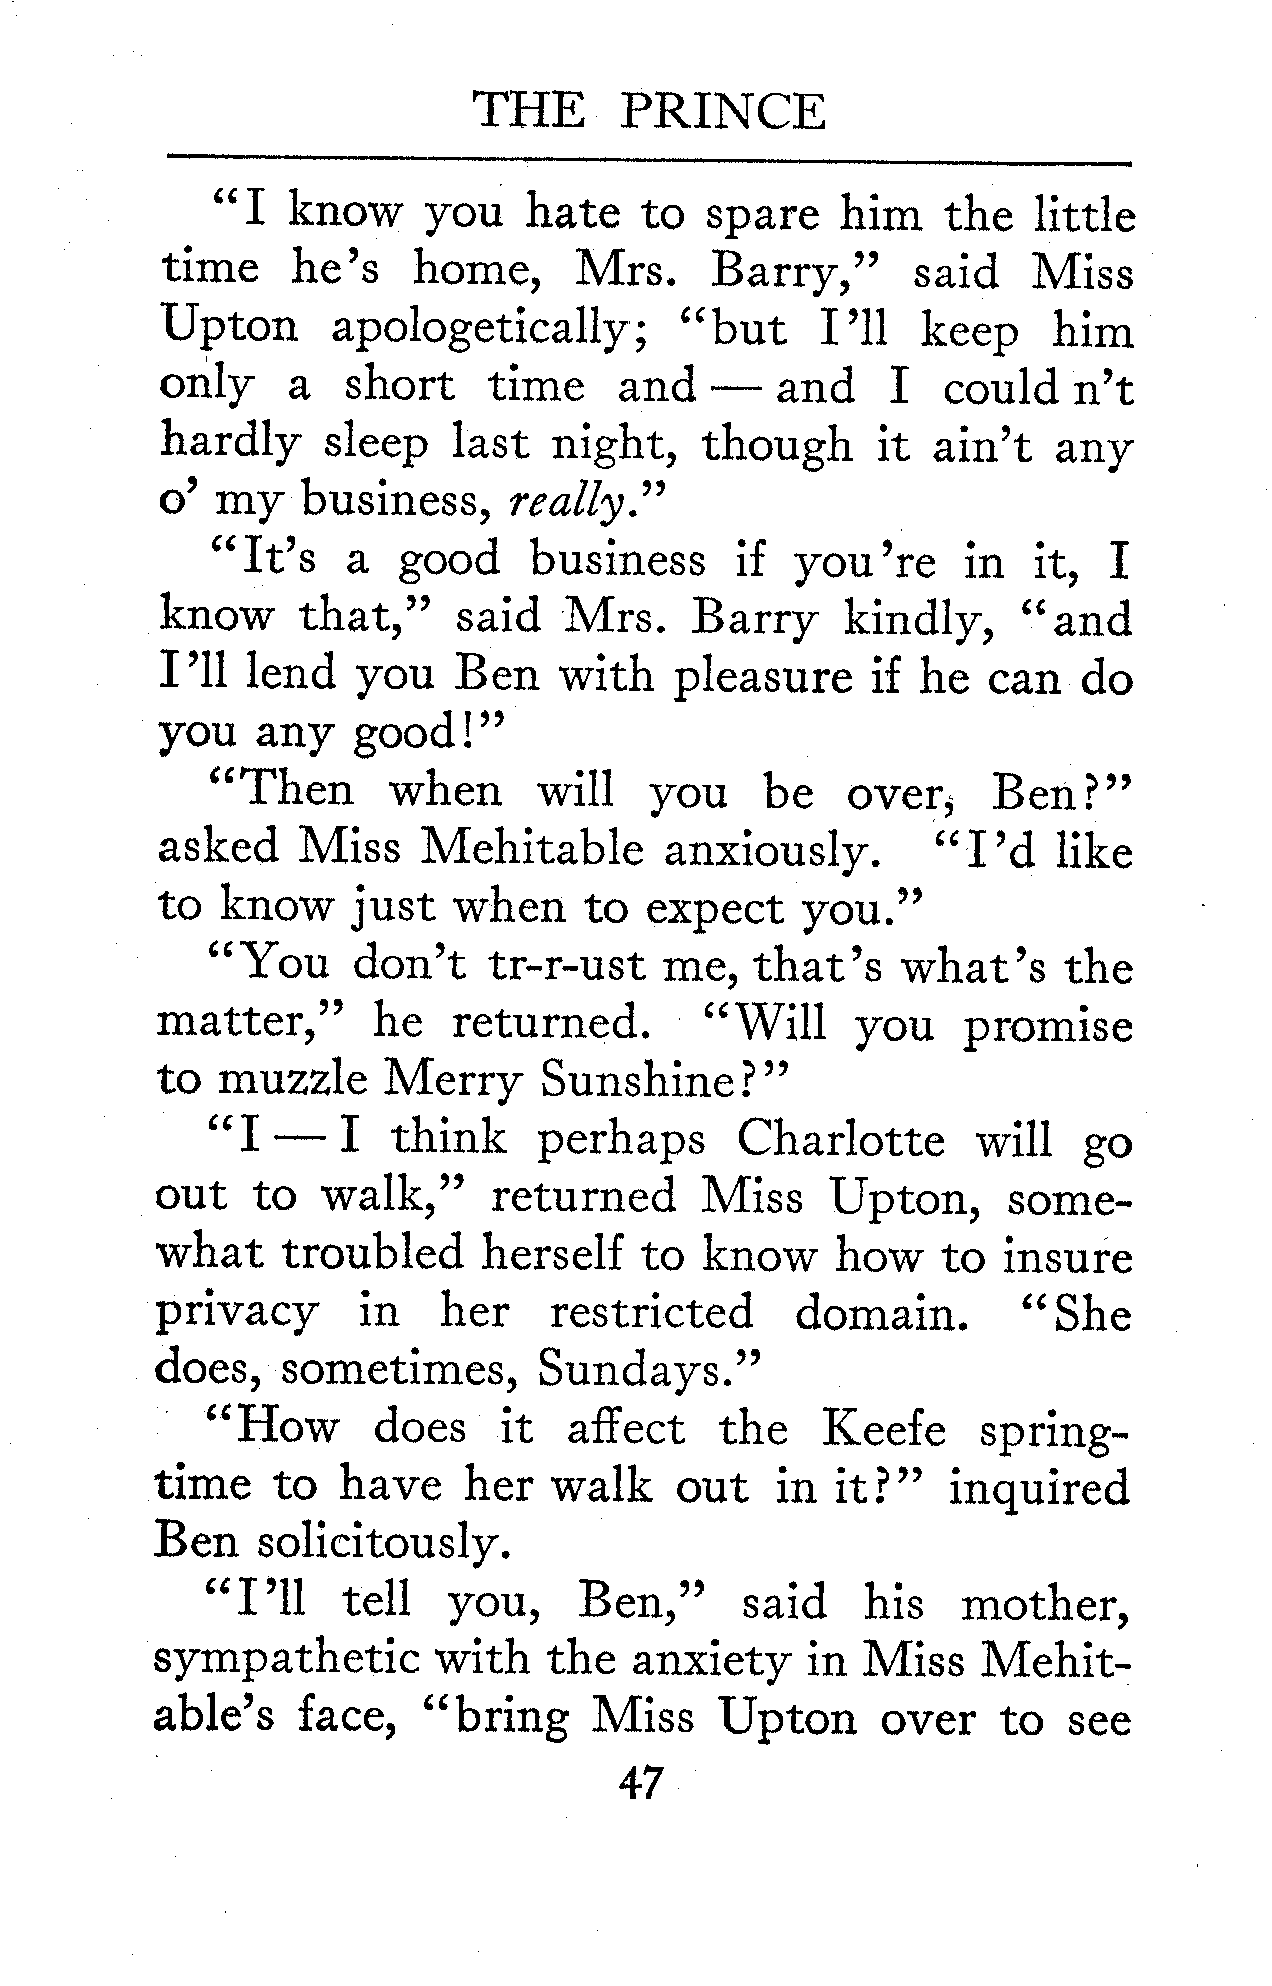 THE PRINCE
“I know you hate to spare him the little
time he’s home, Mrs. Barry,” said Miss
Upton apologetically; “but I’ll keep him
only a short time and — and I could n’t
hardly sleep last night, though it ain’t any
o’ my business, really.”
“It’s a good business if you’re in it, I
know that,” said Mrs. Barry kindly, “and
I’ll lend you Ben with pleasure if he can do
you any good!”
“Then when will you be over, Ben?”
asked Miss Mehitable anxiously. “I’d like
to know just when to expect you.”
“You don’t tr-r-ust me, that’s what’s the
matter,” he returned. “Will you promise
to muzzle Merry Sunshine?”
“I — I think perhaps Charlotte will go
out to walk,” returned Miss Upton, some-
what troubled herself to know how to insure
privacy in her restricted domain. “She
does, sometimes, Sundays.”
“How does it affect the Keefe spring-
time to have her walk out in it?” inquired
Ben solicitously.
“I’ll tell you, Ben,” said his mother,
sympathetic with the anxiety in Miss Mehit-
able’s face, “bring Miss Upton over to see
47